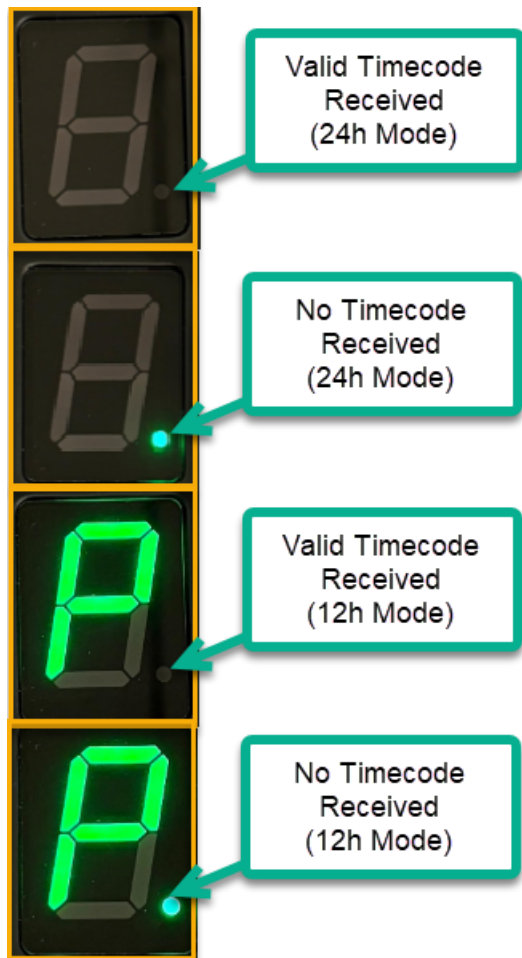 Valid Timecode
Received
(24h Mode)
No Timecode
Received
(24h Mode)
P
Valid Timecode
Received
(12h Mode)
P
No Timecode
Received
(12h Mode)